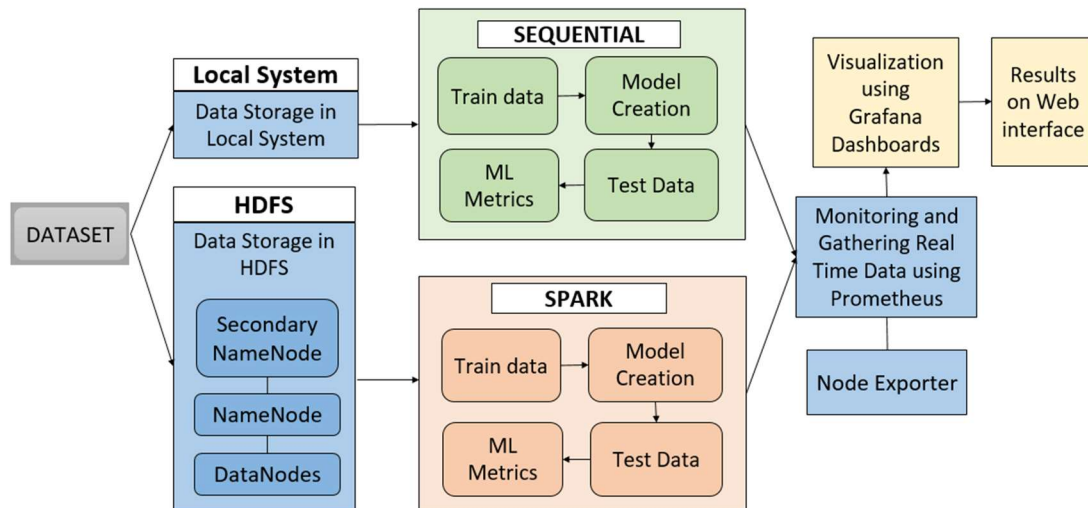 DATASET
Local System
Data Storage in
Local System
HDFS
Data Storage in
HDFS
Secondary
NameNode
NameNode
DataNodes
SEQUENTIAL
Train data
Model
Creation
ML
Metrics
Test Data
SPARK
Train data
Model
Creation
ML
Metrics
Test Data
Visualization
using
Grafana
Dashboards
Results
on Web
interface
Monitoring and
Gathering Real
Time Data using
Prometheus
Node Exporter